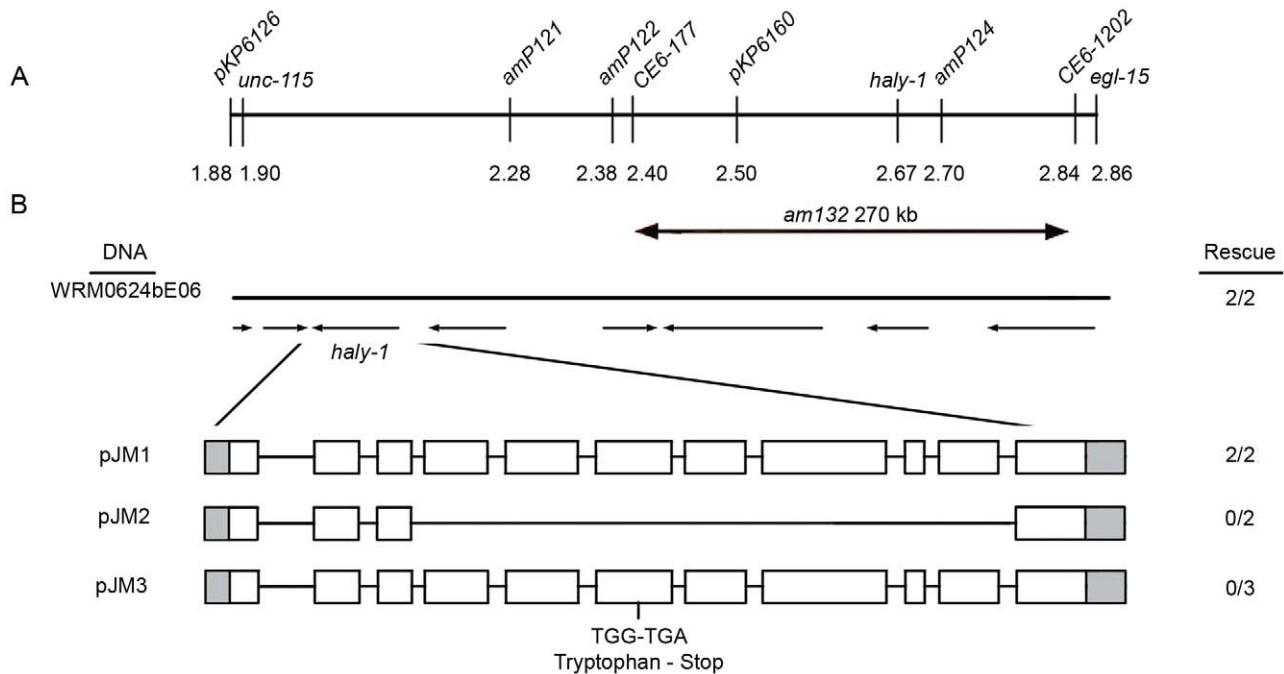 A
pKP6126
unc-115
amP121
amP122
CE6-177
pKP6160
haly-1
amP124
CE6-1202
egl-15
1.88 1.90 2.28 2.38 2.40 2.50 2.67 2.70 2.84 2.86
B
am132 270 kb
DNA Rescue
WRM0624bE06 2/2
haly-1
pJM1 2/2
pJM2 0/2
pJM3 0/3
TGG-TGA
Tryptophan - Stop